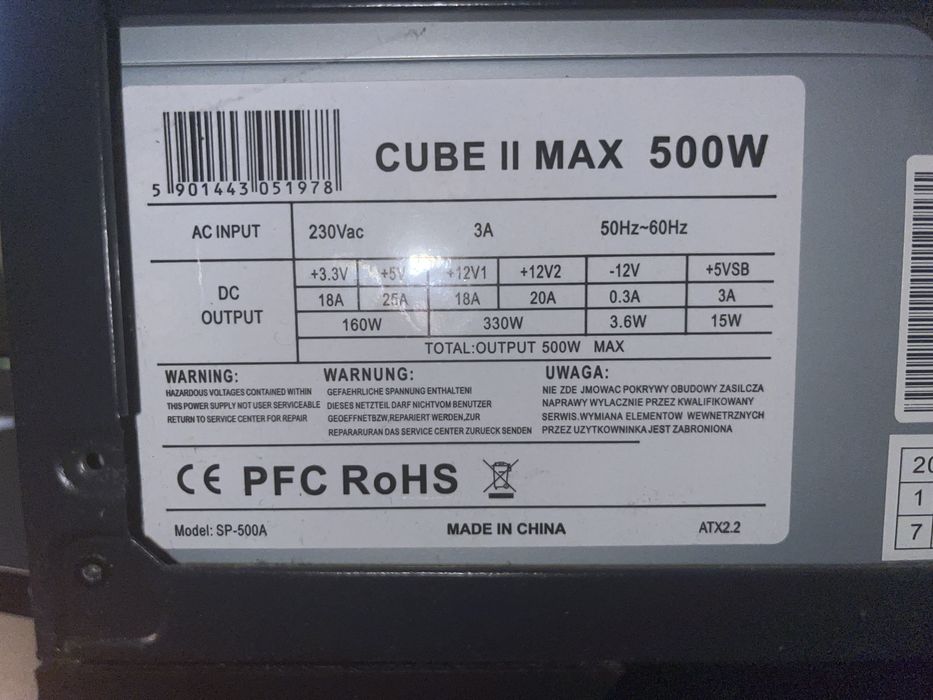 CUBE II MAX 500W
5 901443 051978
AC INPUT 230Vac 3A 50Hz~60Hz
DC OUTPUT
+3.3V +5V +12V1 +12V2 -12V +5VSB
18A 25A 18A 20A 0.3A 3A
160W 330W 3.6W 15W
TOTAL:OUTPUT 500W MAX
WARNING:
HAZARDOUS VOLTAGES CONTAINED WITHIN
THIS POWER SUPPLY NOT USER SERVICEABLE
RETURN TO SERVICE CENTER FOR REPAIR
WARNUNG:
GEFAEHRLICHE SPANNUNG ENTHALTENI
DIESES NETZTEIL DARF NICHTVOM BENUTZER
GEOEFFNETBZW,REPARIERT WERDEN,ZUR
REPARARURAN DAS SERVICE CENTER ZURUECK SENDEN
UWAGA:
NIE ZDE JMOWAC POKRYWY OBUDOWY ZASILCZA
NAPRAWY WYLACZNIE PRZEZ KWALIFIKOWANY
SERWIS.WYMIANA ELEMENTOW WEWNETRZNYCH
PRZEZ UZYTKOWNINKA JEST ZABRONIONA
CE PFC RoHS
Model: SP-500A MADE IN CHINA ATX2.2
1
7